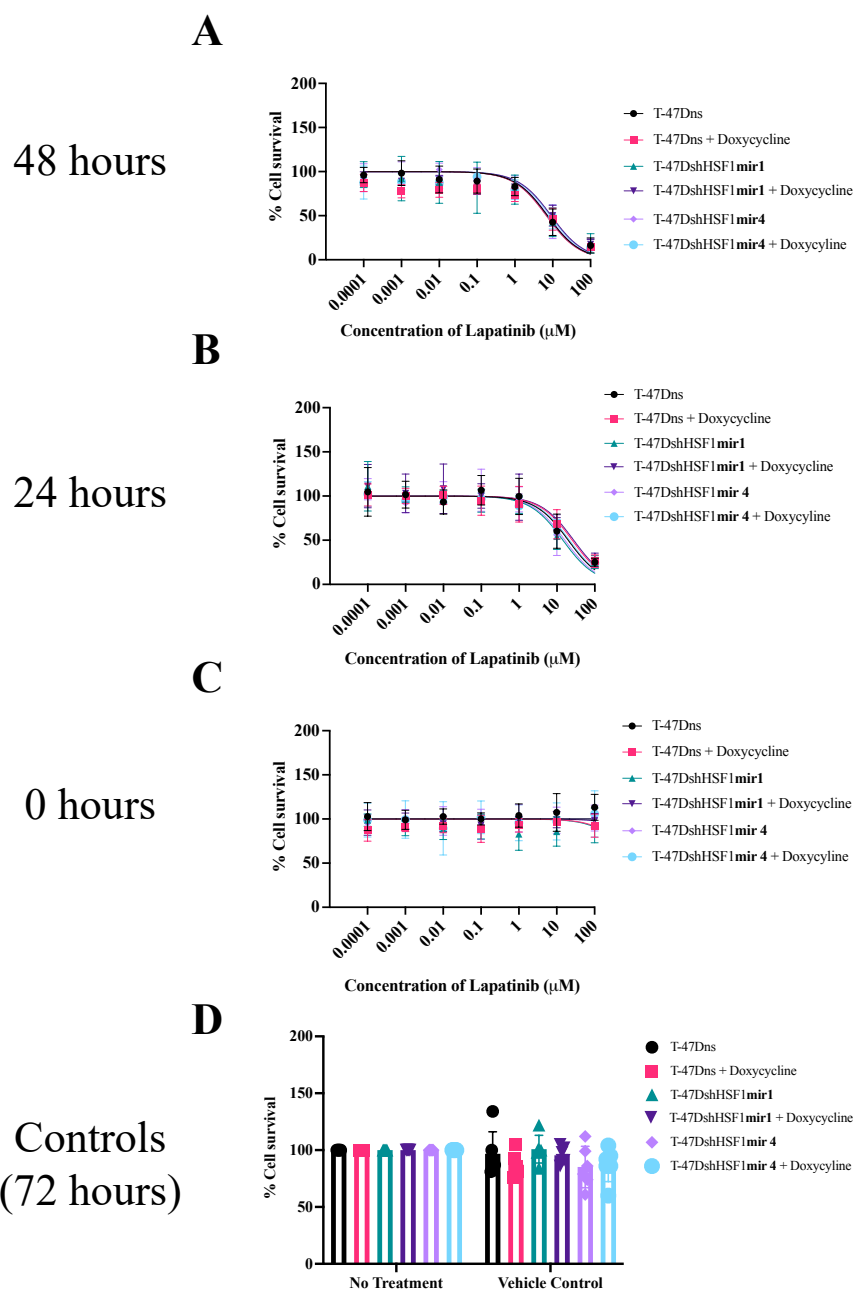 A
48 hours
200
150
100
50
0
% Cell survival
0.0001
0.001
0.01
0.1
1
10
100
Concentration of Lapatinib (μM)
T-47Dns
T-47Dns + Doxycycline
T-47DshHSF1mir1
T-47DshHSF1mir1 + Doxycycline
T-47DshHSF1mir4
T-47DshHSF1mir4 + Doxycyline
B
24 hours
200
150
100
50
0
% Cell survival
0.0001
0.001
0.01
0.1
1
10
100
Concentration of Lapatinib (μM)
T-47Dns
T-47Dns + Doxycycline
T-47DshHSF1mir1
T-47DshHSF1mir1 + Doxycycline
T-47DshHSF1mir 4
T-47DshHSF1mir 4 + Doxycyline
C
0 hours
200
150
100
50
0
% Cell survival
0.0001
0.001
0.01
0.1
1
10
100
Concentration of Lapatinib (μM)
T-47Dns
T-47Dns + Doxycycline
T-47DshHSF1mir1
T-47DshHSF1mir1 + Doxycycline
T-47DshHSF1mir 4
T-47DshHSF1mir 4 + Doxycyline
D
Controls
(72 hours)
200
150
100
50
0
% Cell survival
No Treatment
Vehicle Control
T-47Dns
T-47Dns + Doxycycline
T-47DshHSF1mir1
T-47DshHSF1mir1 + Doxycycline
T-47DshHSF1mir 4
T-47DshHSF1mir 4 + Doxycyline